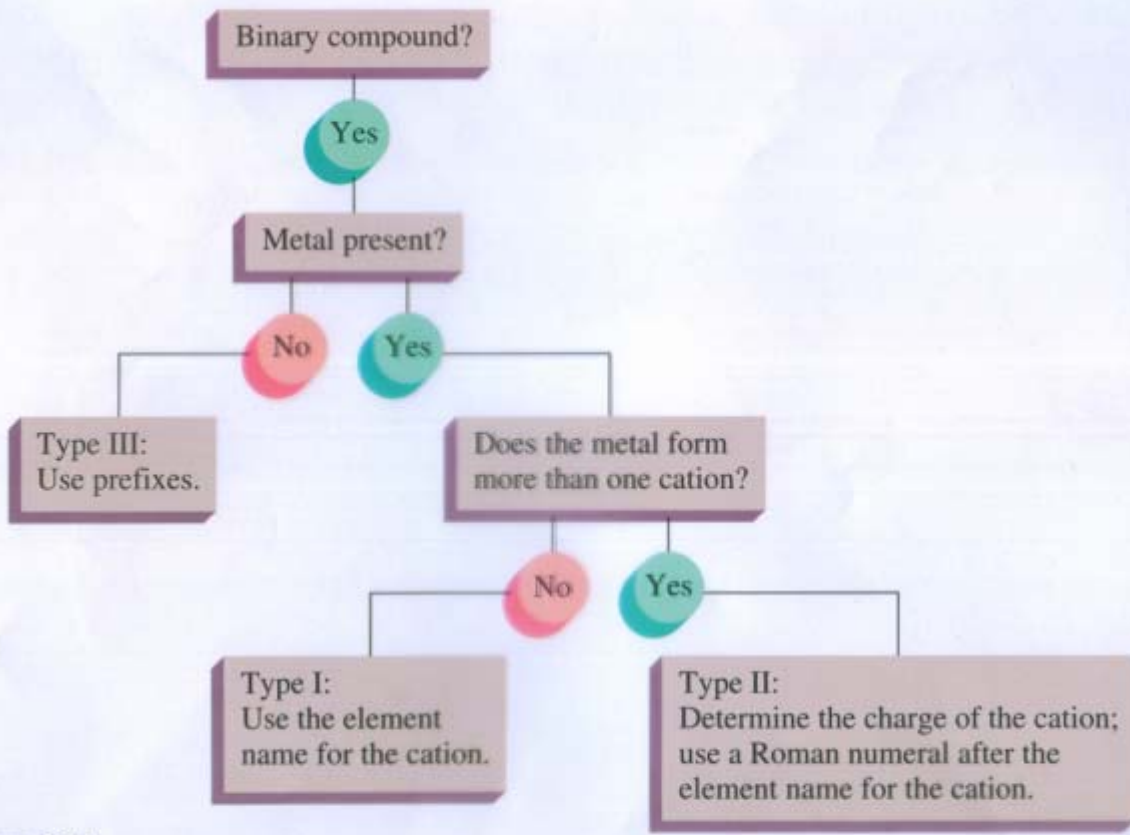 Binary compound?
Yes
Metal present?
No
Yes
Type III:
Use prefixes.
Does the metal form
more than one cation?
No
Yes
Type I:
Use the element
name for the cation.
Type II:
Determine the charge of the cation;
use a Roman numeral after the
element name for the cation.